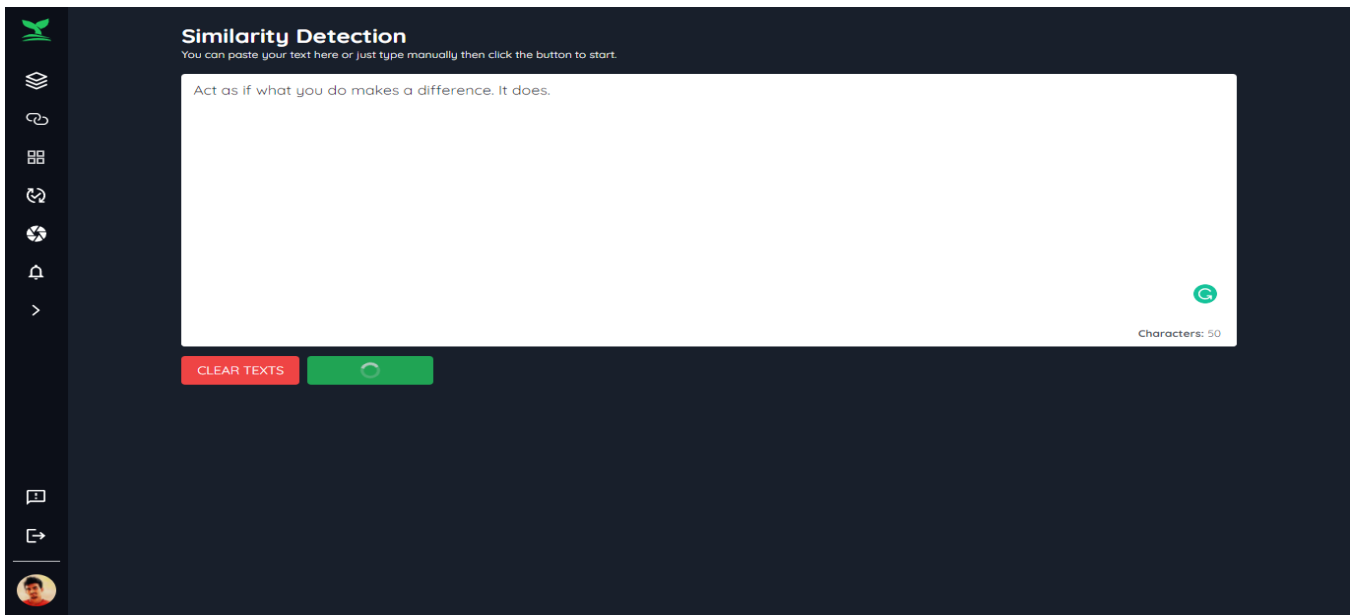 Similarity Detection
You can paste your text here or just type manually then click the button to start.
Act as if what you do makes a difference. It does.
Characters: 50
CLEAR TEXTS